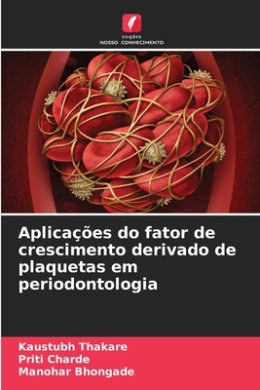 edições
NOSSO CONHECIMENTO
Aplicações do fator de
crescimento derivado de
plaquetas em
periodontologia
Kaustubh Thakare
Priti Charde
Manohar Bhongade